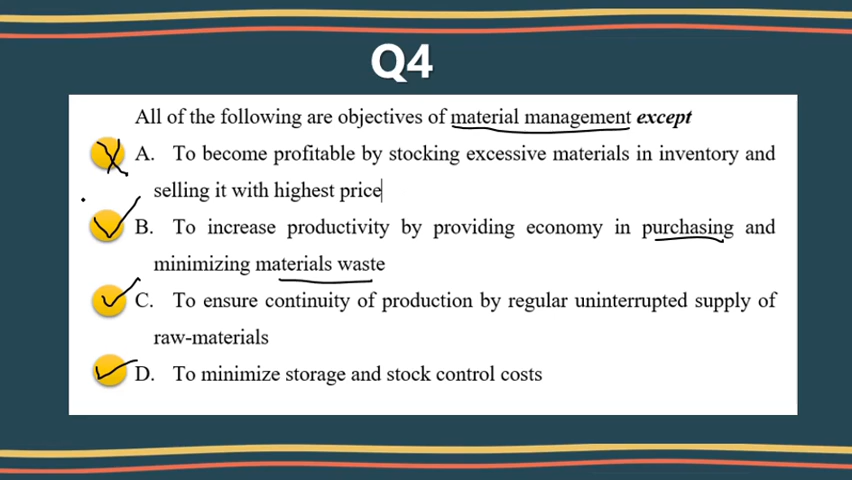 Q4
All of the following are objectives of material management except
A. To become profitable by stocking excessive materials in inventory and
selling it with highest price
B. To increase productivity by providing economy in purchasing and
minimizing materials waste
C. To ensure continuity of production by regular uninterrupted supply of
raw-materials
D. To minimize storage and stock control costs